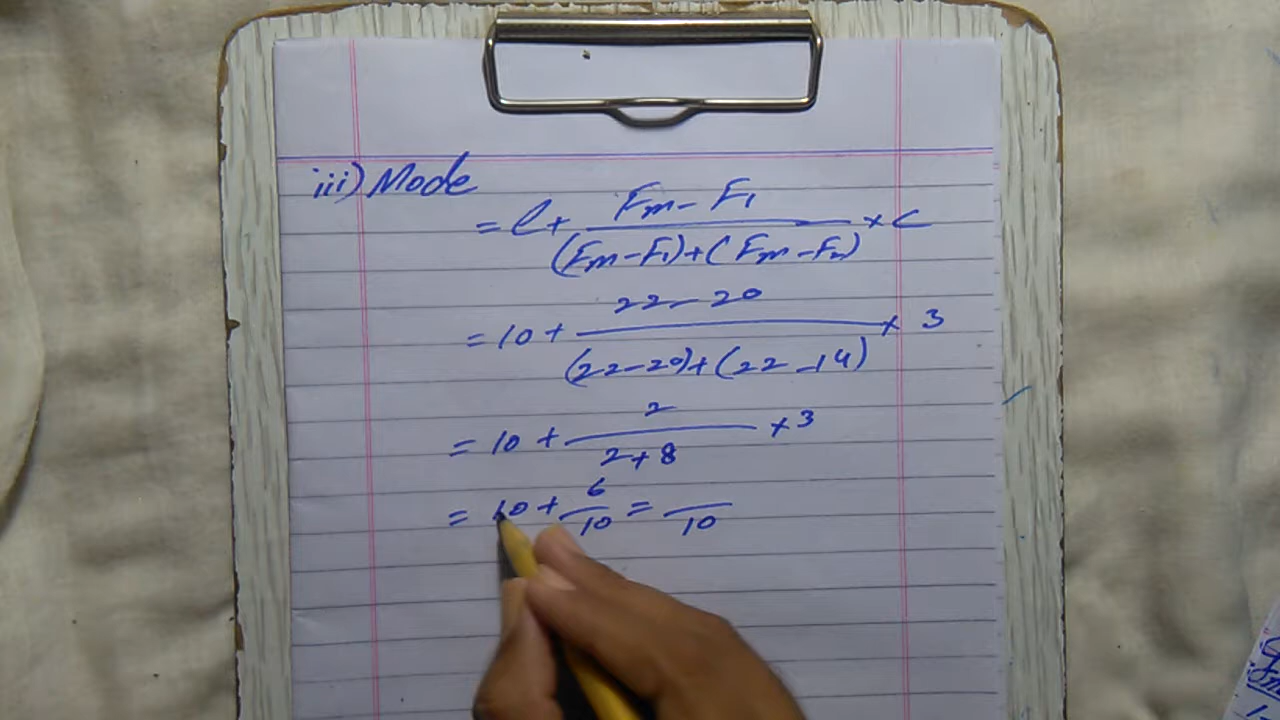 iii) Mode
= l + Fm - F1 / (Fm - F1) + (Fm - F2) × C
= 10 + 22 - 20 / (22 - 20) + (22 - 14) × 3
= 10 + 2 / 2 + 8 × 3
= 10 + 6 / 10 = / 10